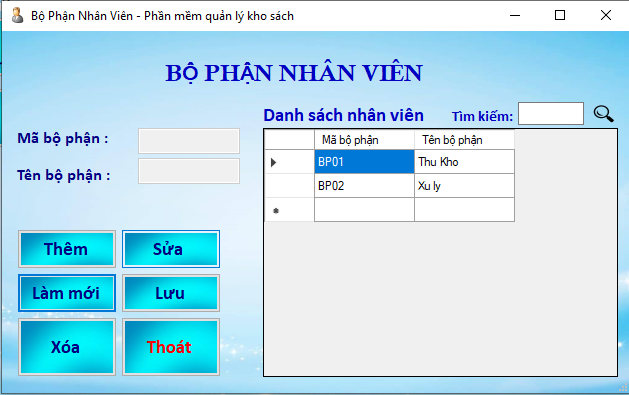 Bộ Phận Nhân Viên - Phần mềm quản lý kho sách
BỘ PHẬN NHÂN VIÊN
Danh sách nhân viên Tìm kiếm:
Mã bộ phận :
Tên bộ phận :
Mã bộ phận Tên bộ phận
BP01 Thu Kho
BP02 Xu ly
Thêm Sửa
Làm mới Lưu
Xóa Thoát